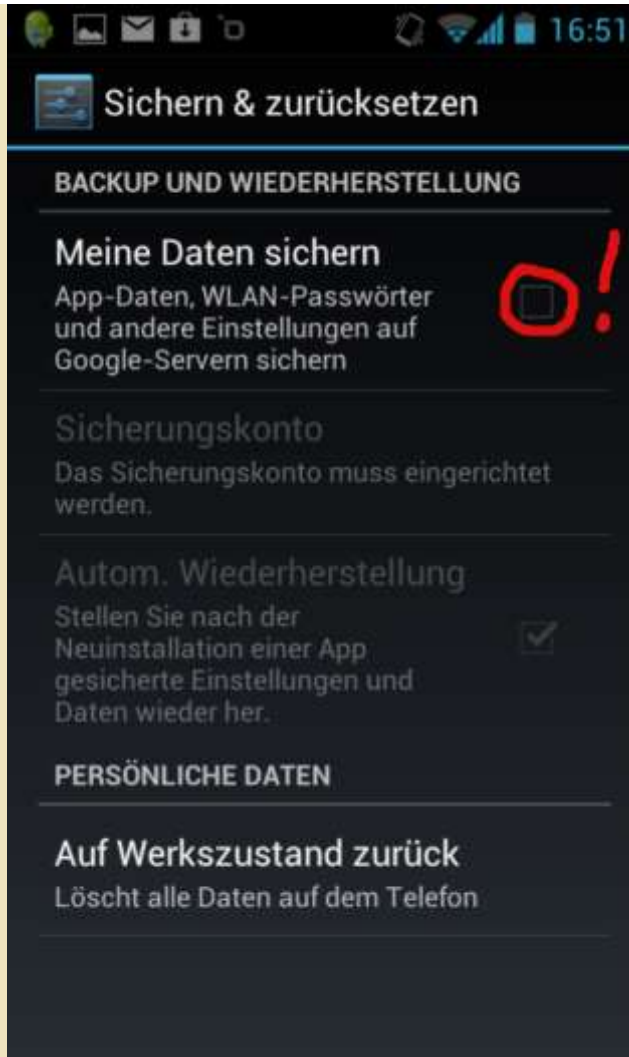 16:51
Sichern & zurücksetzen
BACKUP UND WIEDERHERSTELLUNG
Meine Daten sichern
App-Daten, WLAN-Passwörter
und andere Einstellungen auf
Google-Servern sichern
!
Sicherungskonto
Das Sicherungskonto muss eingerichtet
werden.
Autom. Wiederherstellung
Stellen Sie nach der
Neuinstallation einer App
gesicherte Einstellungen und
Daten wieder her.
PERSÖNLICHE DATEN
Auf Werkszustand zurück
Löscht alle Daten auf dem Telefon